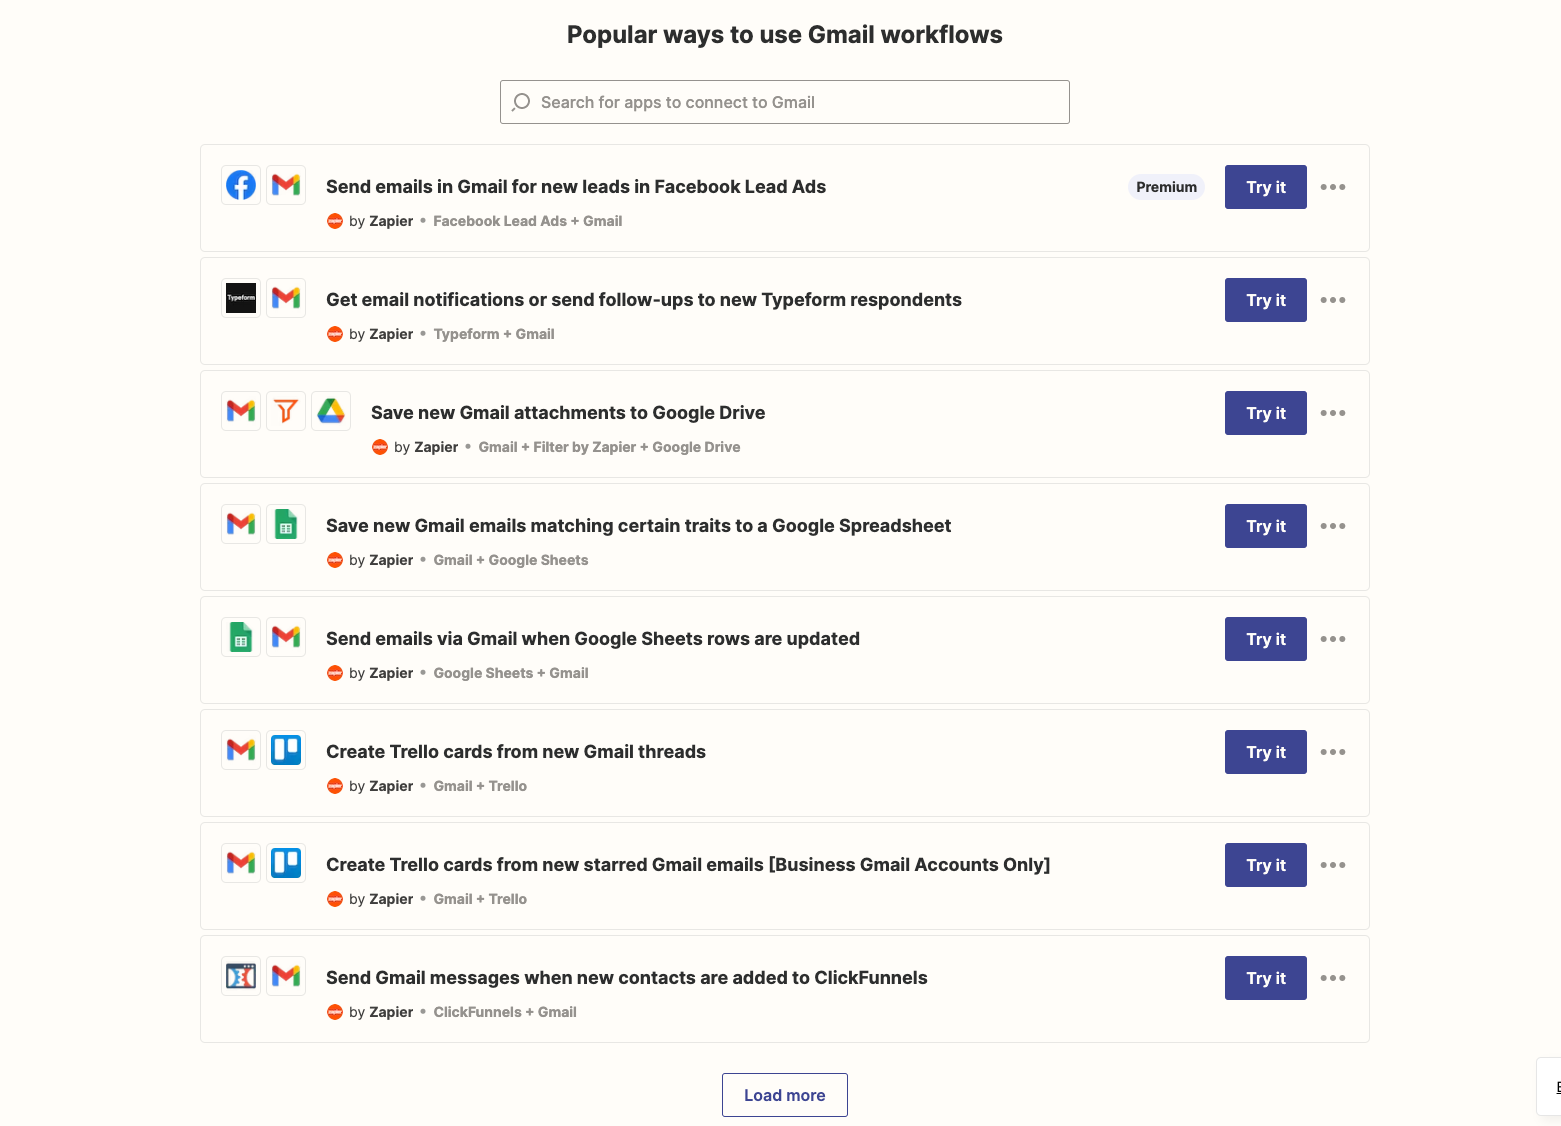 Popular ways to use Gmail workflows
Search for apps to connect to Gmail
Send emails in Gmail for new leads in Facebook Lead Ads
Premium
Try it
by Zapier • Facebook Lead Ads + Gmail
Typeform
Get email notifications or send follow-ups to new Typeform respondents
Try it
by Zapier • Typeform + Gmail
Save new Gmail attachments to Google Drive
Try it
by Zapier • Gmail + Filter by Zapier + Google Drive
Save new Gmail emails matching certain traits to a Google Spreadsheet
Try it
by Zapier • Gmail + Google Sheets
Send emails via Gmail when Google Sheets rows are updated
Try it
by Zapier • Google Sheets + Gmail
Create Trello cards from new Gmail threads
Try it
by Zapier • Gmail + Trello
Create Trello cards from new starred Gmail emails [Business Gmail Accounts Only]
Try it
by Zapier • Gmail + Trello
Send Gmail messages when new contacts are added to ClickFunnels
Try it
by Zapier • ClickFunnels + Gmail
Load more